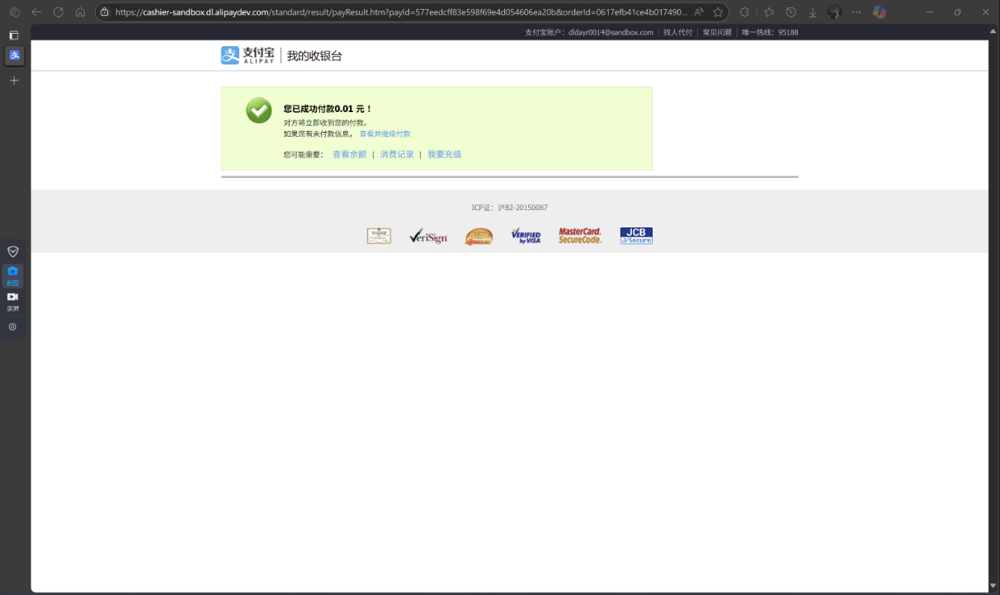 https://cashier-sandbox.dl.alipaydev.com/standard/result/payResult.htm?payId=577eedcff83e598f69e4d054606ea20b&orderId=0617efb41ce4b017490...
支付宝账户：dldayr0014@sandbox.com | 找人代付 | 常见问题 | 唯一热线：95188
支 支付宝 ALIPAY | 我的收银台
您已成功付款0.01 元！
对方将立即收到您的付款。
如果您有未付款信息， 查看并继续付款
您可能需要： 查看余额 | 消费记录 | 我要充值
截图
录屏
ICP证：沪B2-20150087
VeriSign
VERIFIED by VISA
MasterCard. SecureCode.
JCB J/Secure